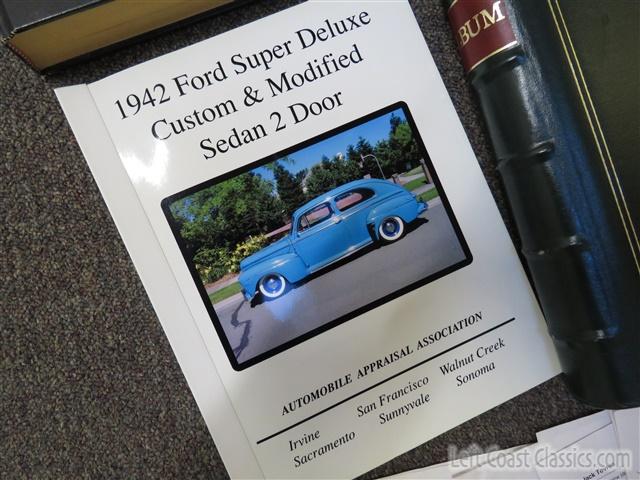 1942 Ford Super Deluxe
Custom & Modified
Sedan 2 Door
AUTOMOBILE APPRAISAL ASSOCIATION
Irvine San Francisco Walnut Creek
Sacramento Sunnyvale Sonoma
ALBUM
Left Coast Classics.com